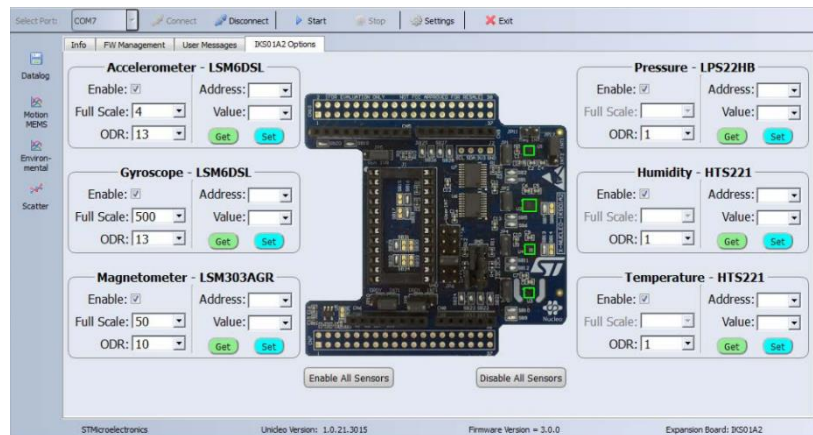 Select Port: COM7 Connect Disconnect Start Stop Settings Exit
Info FW Management User Messages IKS01A2 Options
Datalog
Motion MEMS
Environ-mental
Scatter
Accelerometer - LSM6DSL
Enable: Address:
Full Scale: 4 Value:
ODR: 13 Get Set
Gyroscope - LSM6DSL
Enable: Address:
Full Scale: 500 Value:
ODR: 13 Get Set
Magnetometer - LSM303AGR
Enable: Address:
Full Scale: 50 Value:
ODR: 10 Get Set
Nucleo
Enable All Sensors Disable All Sensors
Pressure - LPS22HB
Enable: Address:
Full Scale: Value:
ODR: 1 Get Set
Humidity - HTS221
Enable: Address:
Full Scale: Value:
ODR: 1 Get Set
Temperature - HTS221
Enable: Address:
Full Scale: Value:
ODR: 1 Get Set
STMicroelectronics Unicleo Version: 1.0.21.3015 Firmware Version = 3.0.0 Expansion Board: IKS01A2